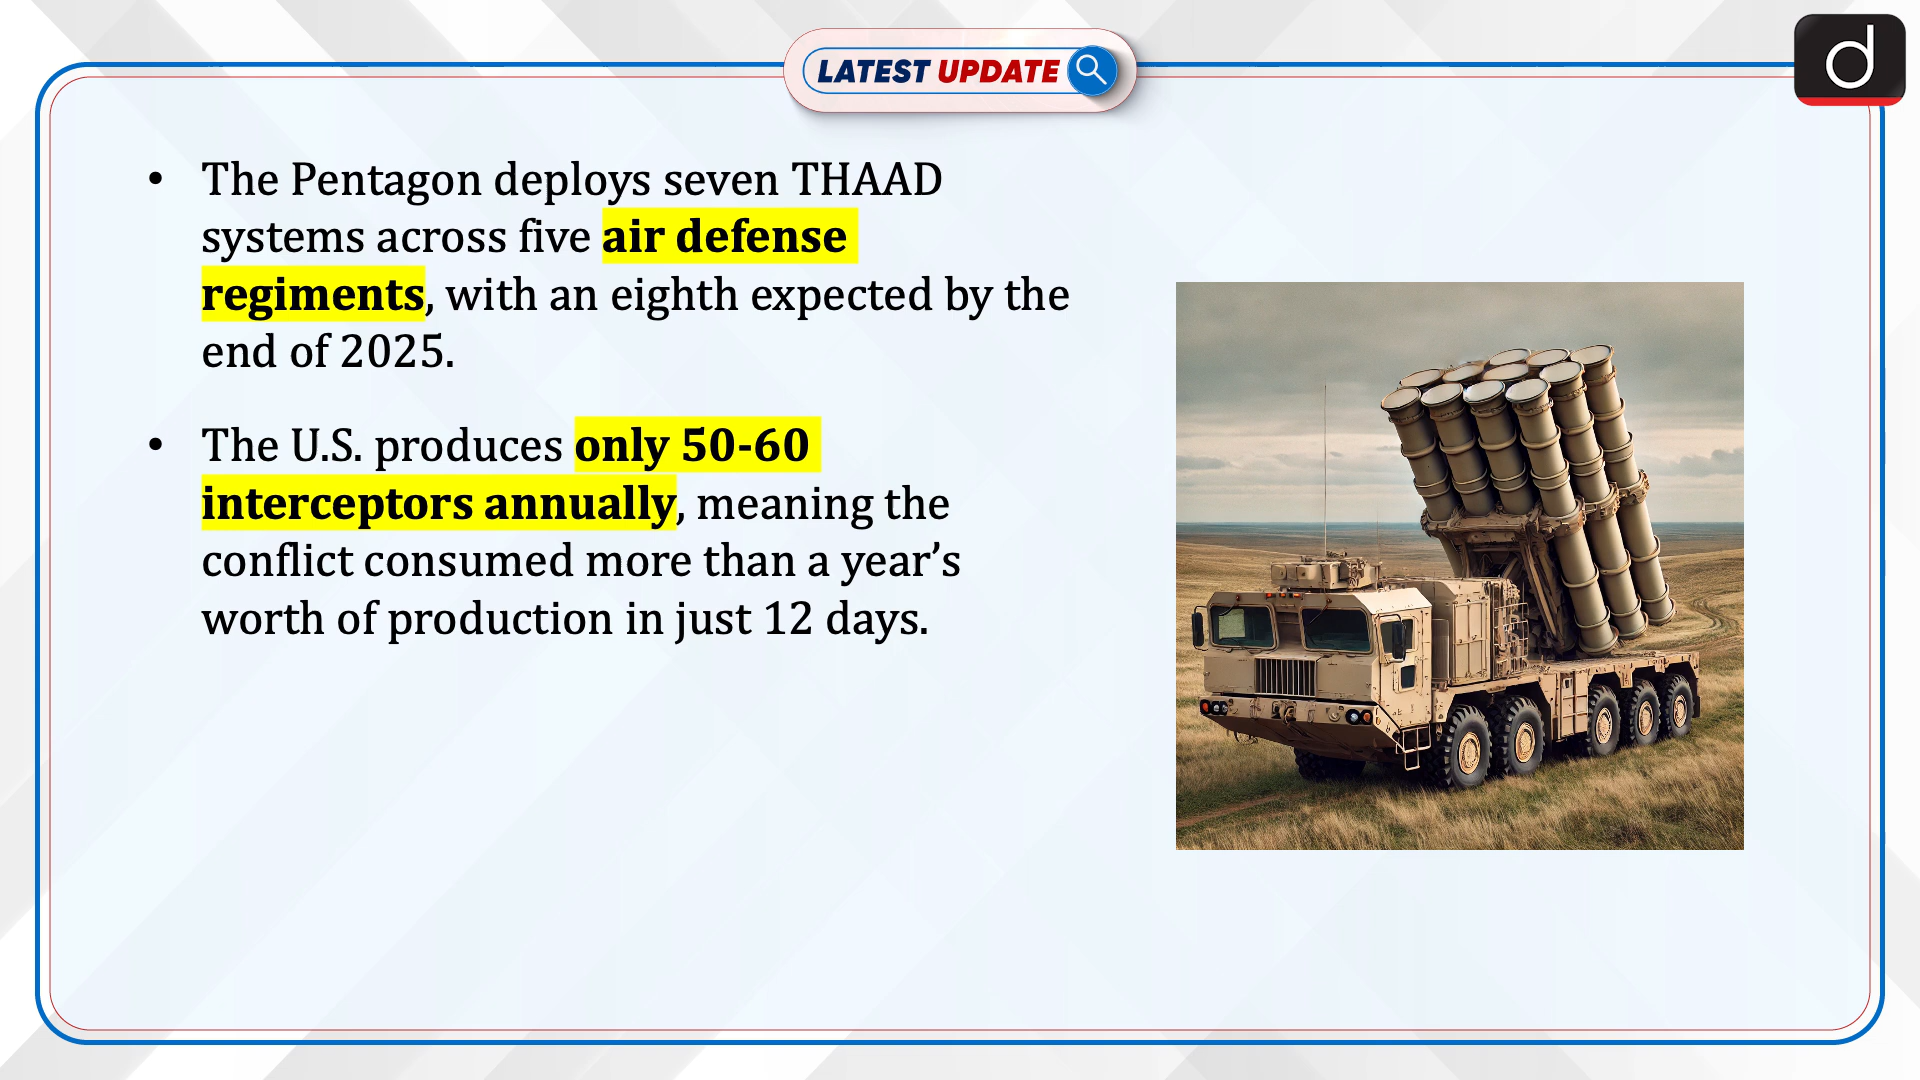 LATEST UPDATE
d
• The Pentagon deploys seven THAAD
systems across five air defense
regiments, with an eighth expected by the
end of 2025.
• The U.S. produces only 50-60
interceptors annually, meaning the
conflict consumed more than a year’s
worth of production in just 12 days.